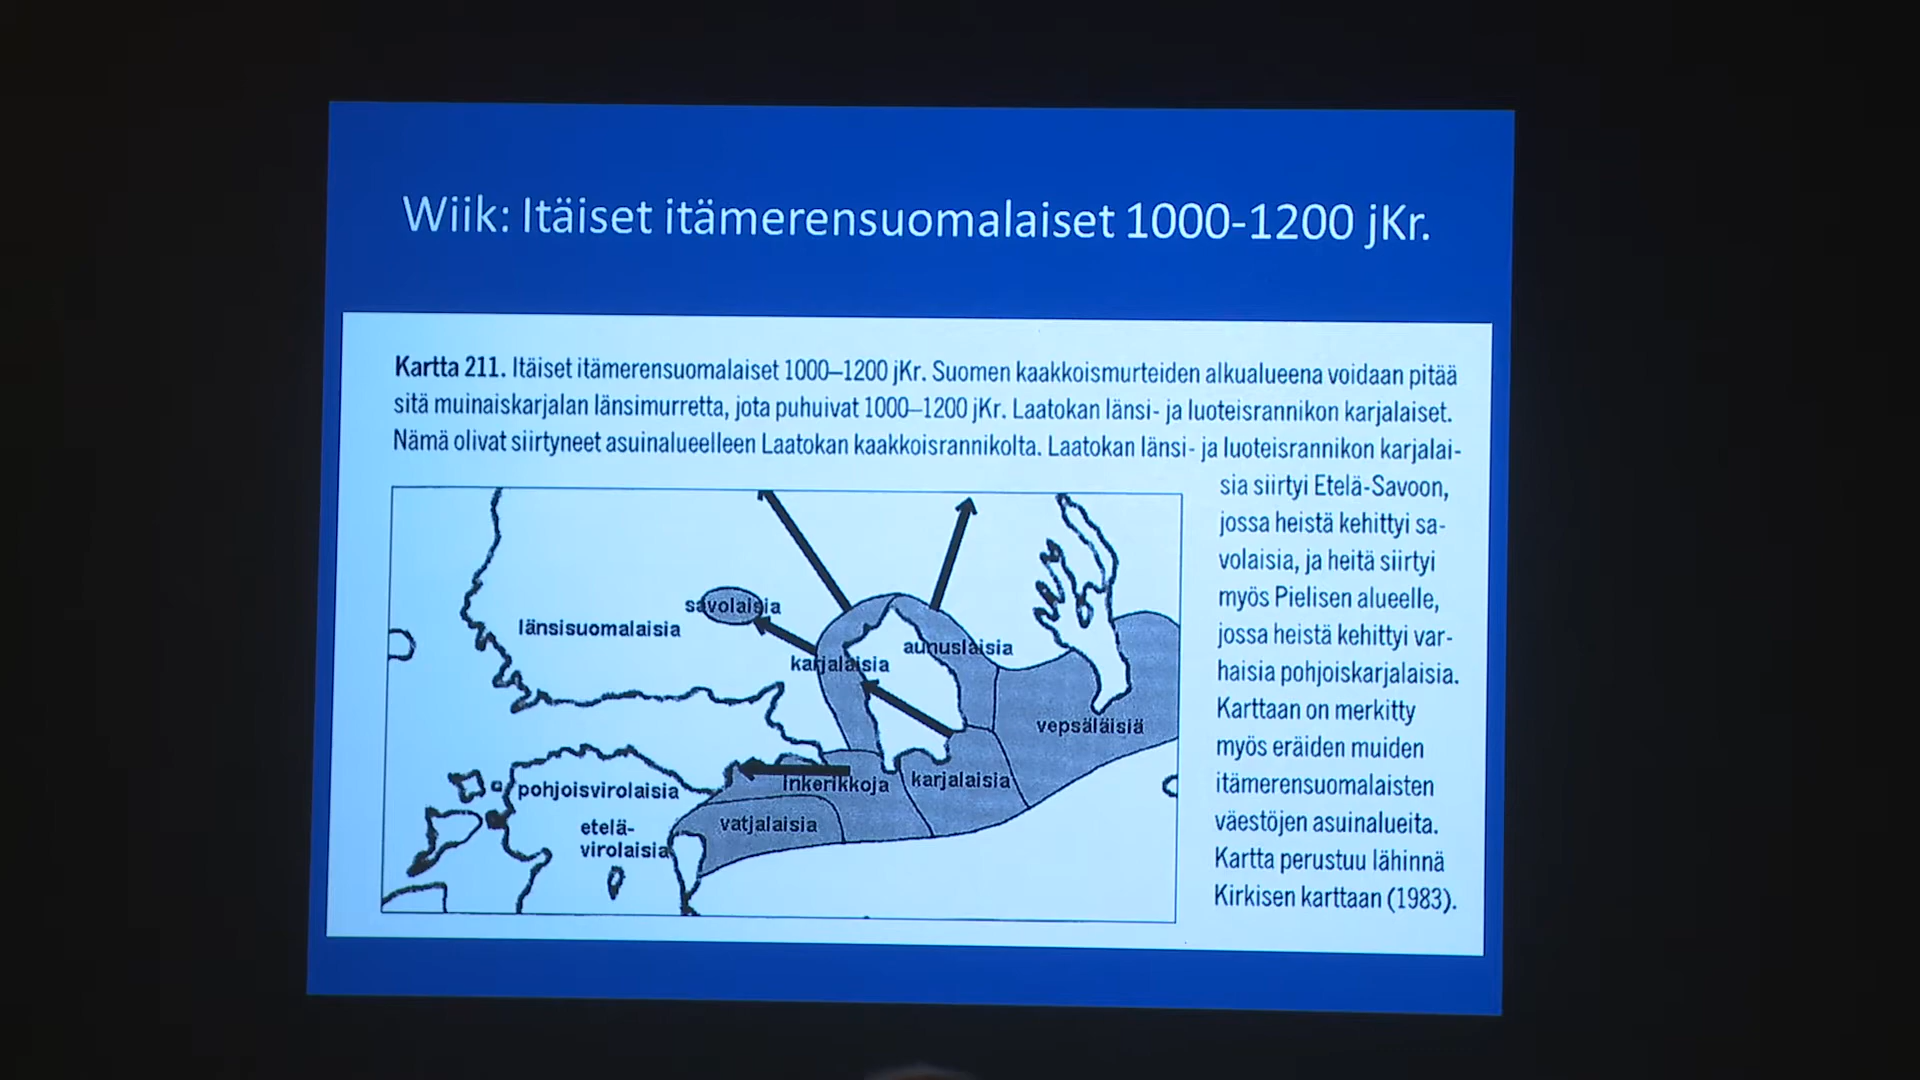 Wiik: Itäiset itämerensuomalaiset 1000-1200 jKr.
Kartta 211. Itäiset itämerensuomalaiset 1000–1200 jKr. Suomen kaakkoismurteiden alkualueena voidaan pitää
sitä muinaiskarjalan länsimurretta, jota puhuivat 1000–1200 jKr. Laatokan länsi- ja luoteisrannikon karjalaiset.
Nämä olivat siirtyneet asuinalueelleen Laatokan kaakkoisrannikolta. Laatokan länsi- ja luoteisrannikon karjalai-
sia siirtyi Etelä-Savoon,
jossa heistä kehittyi sa-
volaisia, ja heitä siirtyi
myös Pielisen alueelle,
jossa heistä kehittyi var-
haisia pohjoiskarjalaisia.
Karttaan on merkitty
myös eräiden muiden
itämerensuomalaisten
väestöjen asuinalueita.
Kartta perustuu lähinnä
Kirkisen karttaan (1983).
savolaisia
länsisuomalaisia
karjalaisia
aunuslaisia
vepsäläisiä
inkerikkoja
karjalaisia
pohjoisvirolaisia
vatjalaisia
etelä-
virolaisia